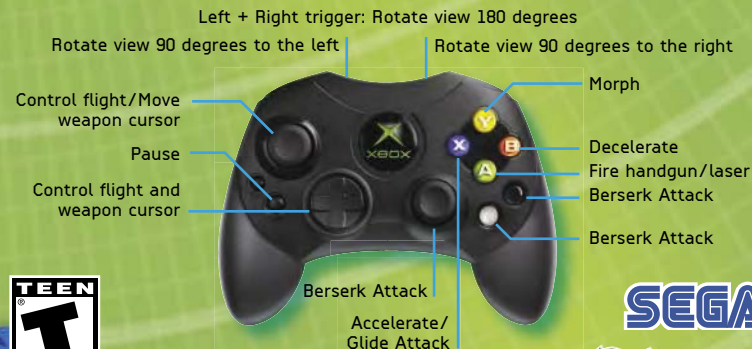 Left + Right trigger: Rotate view 180 degrees
Rotate view 90 degrees to the left
Rotate view 90 degrees to the right
Control flight/Move
weapon cursor
Morph
Pause
Decelerate
Fire handgun/laser
Control flight and
weapon cursor
Berserk Attack
Berserk Attack
Berserk Attack
Accelerate/
Glide Attack
XBOX
Y
X
B
A
TEEN
T
®
SEGA